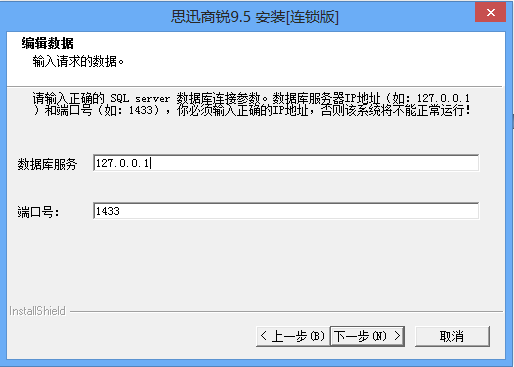 思迅商锐9.5 安装[连锁版]
编辑数据
输入请求的数据。
请输入正确的 SQL server 数据库连接参数。数据库服务器IP地址（如：127.0.0.1
）和端口号（如：1433），你必须输入正确的IP地址，否则该系统将不能正常运行！
数据库服务
127.0.0.1
端口号：
1433
InstallShield
< 上一步(B)
下一步(N) >
取消